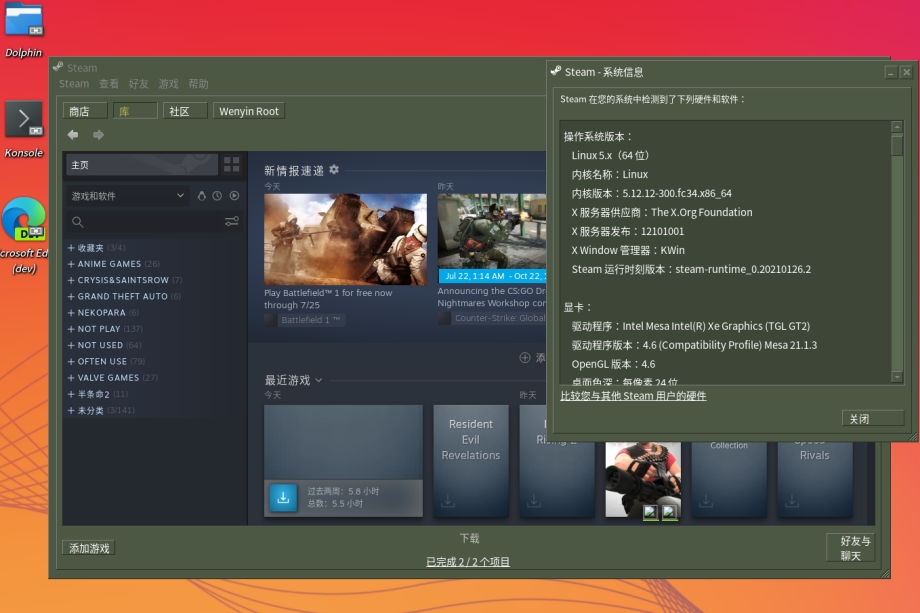 Dolphin
Konsole
crosoft Ed
(dev)
Steam
Steam 查看 好友 游戏 帮助
商店 库 社区 Wenyin Root
主页
游戏和软件
+ 收藏夹 (3/4)
+ ANIME GAMES (28)
+ CRYSIS&SAINTSROW (7)
+ GRAND THEFT AUTO (6)
+ NEKOPARA (6)
+ NOT PLAY (137)
+ NOT USED (64)
+ OFTEN USE (79)
+ VALVE GAMES (27)
+ 半条命2 (11)
+ 未分类 (3/141)
新情报速递
今天
Play Battlefield™ 1 for free now
through 7/25
Battlefield 1 ™
昨天
Jul 22, 1:14 AM - Oct 22,
Announcing the CS:GO Dr
Nightmares Workshop con
Counter-Strike: Global
添
最近游戏
今天
过去两周: 5.8 小时
总数: 5.5 小时
Resident
Evil
Revelations
昨天
Collection
Rivals
添加游戏
下载
已完成 2 / 2 个项目
好友与
聊天
Steam - 系统信息
Steam 在您的系统中检测到了下列硬件和软件：
操作系统版本：
Linux 5.x（64 位）
内核名称：Linux
内核版本：5.12.12-300.fc34.x86_64
X 服务器供应商：The X.Org Foundation
X 服务器发布：12101001
X Window 管理器：KWin
Steam 运行时刻版本：steam-runtime_0.20210126.2
显卡：
驱动程序：Intel Mesa Intel(R) Xe Graphics (TGL GT2)
驱动程序版本：4.6 (Compatibility Profile) Mesa 21.1.3
OpenGL 版本：4.6
桌面色深：每像素 24 位
比较您与其他 Steam 用户的硬件
关闭